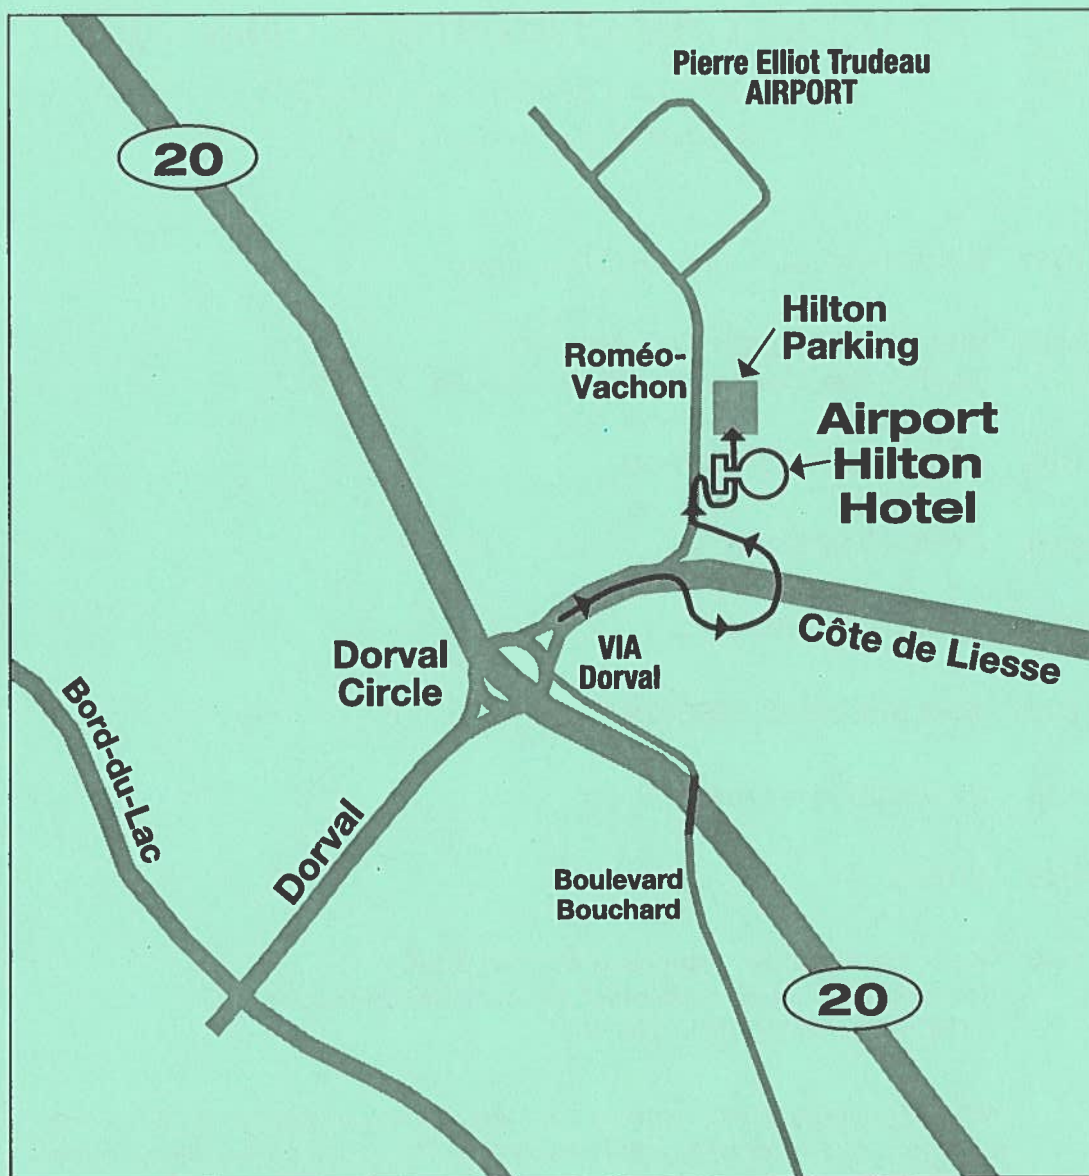 Pierre Elliot Trudeau
AIRPORT
20
Hilton
Parking
Roméo-
Vachon
Airport
Hilton
Hotel
Côte de Liesse
VIA
Dorval
Dorval
Circle
Bord-du-Lac
Dorval
Boulevard
Bouchard
20